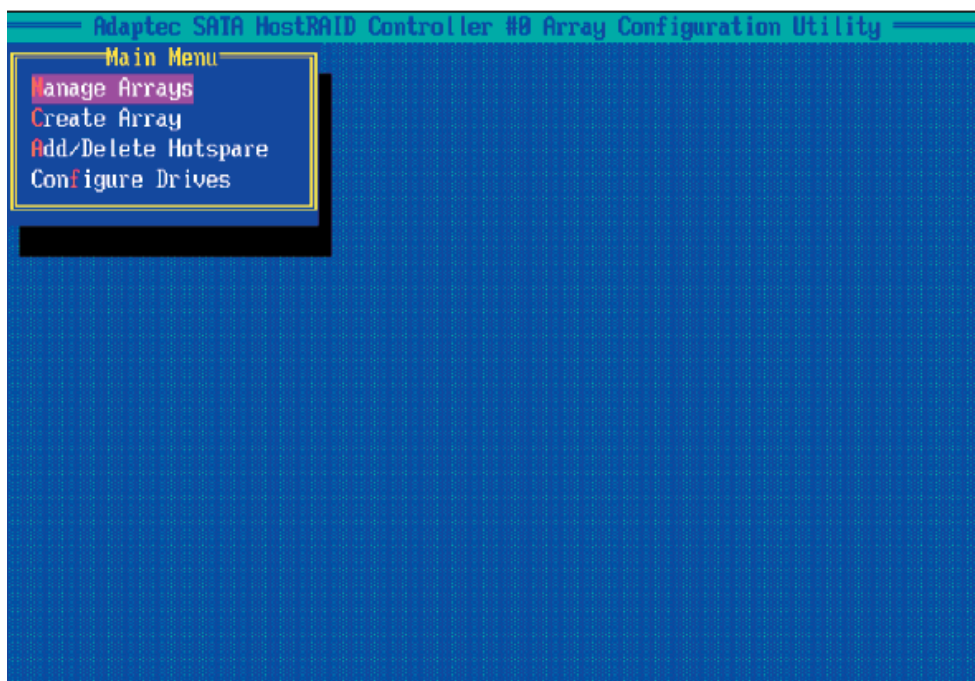 Adaptec SATA HostRAID Controller #0 Array Configuration Utility
Main Menu
Manage Arrays
Create Array
Add/Delete Hotspare
Configure Drives